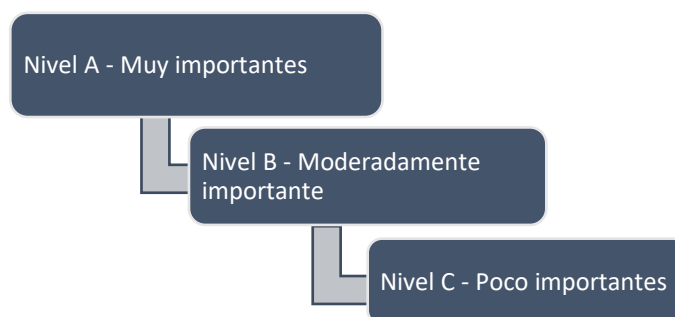 Nivel A - Muy importantes
Nivel B - Moderadamente
importante
Nivel C - Poco importantes